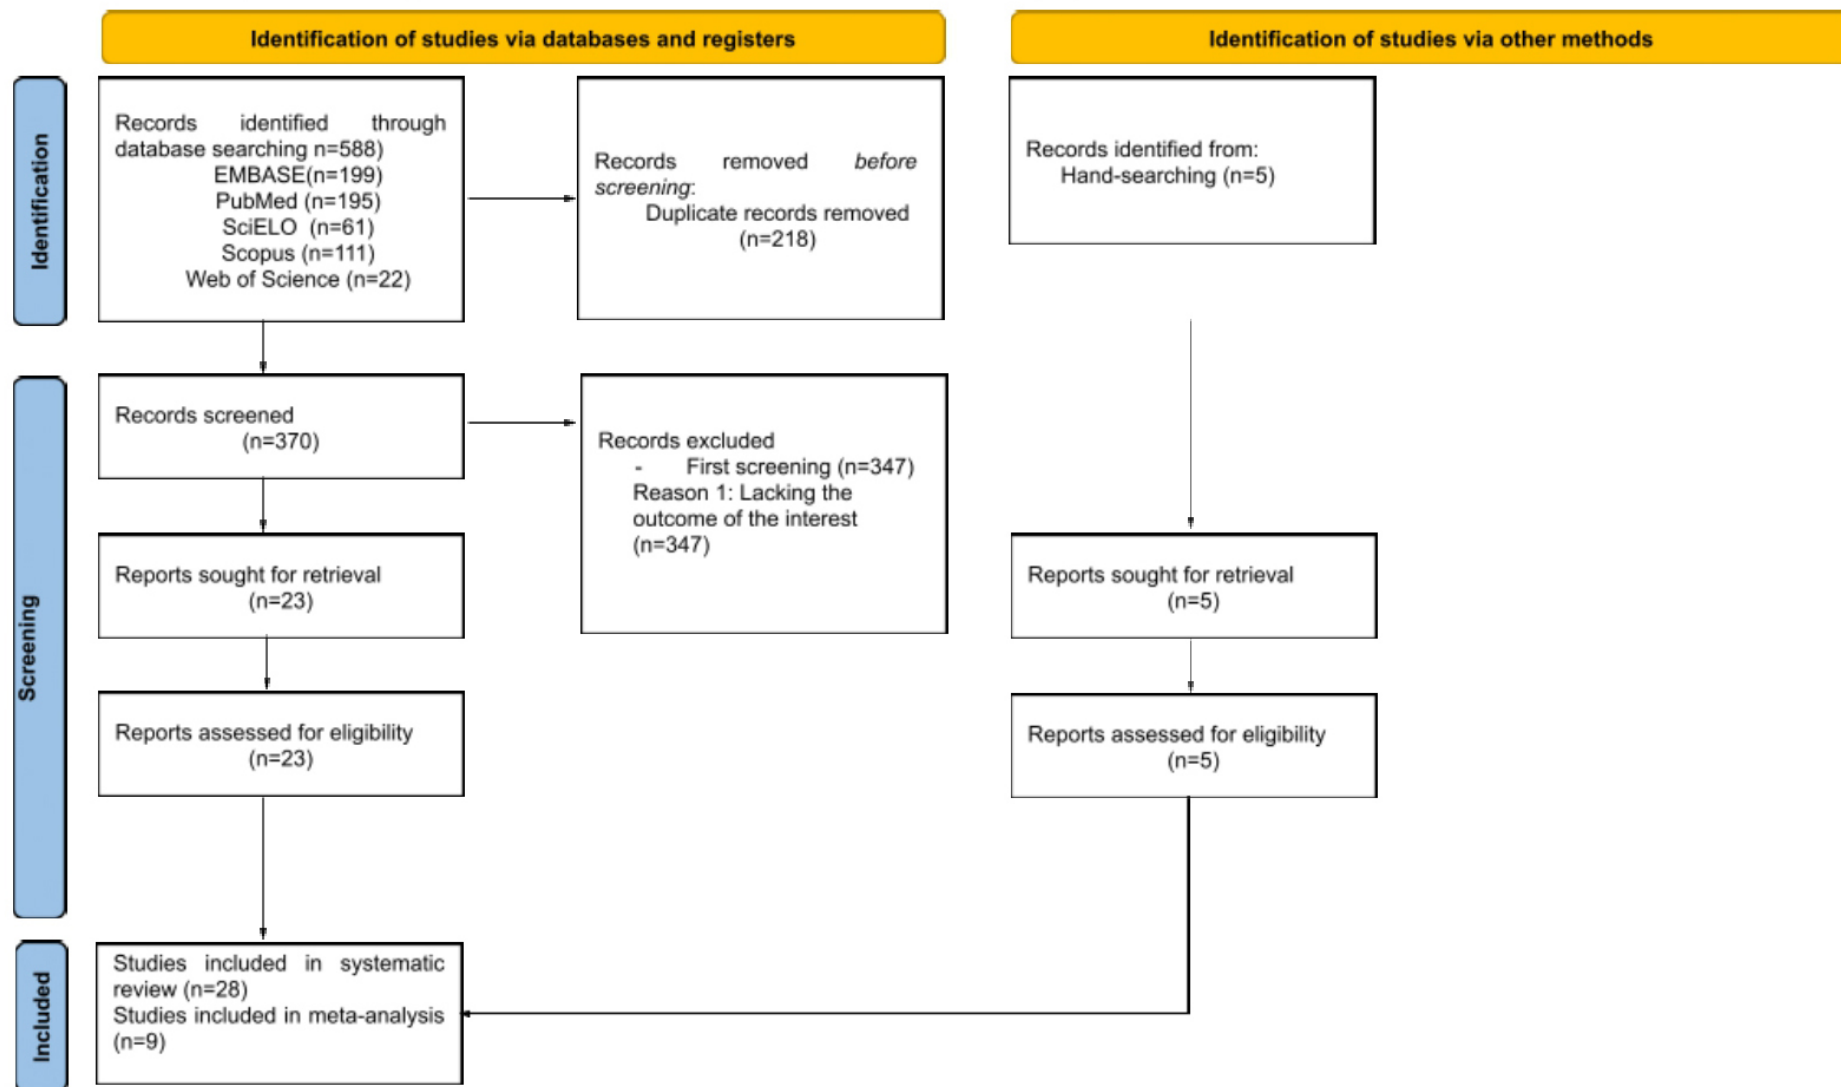 Identification of studies via databases and registers
Identification of studies via other methods
Identification
Records identified through
database searching n=588)
EMBASE(n=199)
PubMed (n=195)
SciELO (n=61)
Scopus (n=111)
Web of Science (n=22)
Records removed before
screening:
Duplicate records removed
(n=218)
Records identified from:
Hand-searching (n=5)
Screening
Records screened
(n=370)
Records excluded
- First screening (n=347)
Reason 1: Lacking the
outcome of the interest
(n=347)
Reports sought for retrieval
(n=23)
Reports sought for retrieval
(n=5)
Reports assessed for eligibility
(n=23)
Reports assessed for eligibility
(n=5)
Included
Studies included in systematic
review (n=28)
Studies included in meta-analysis
(n=9)